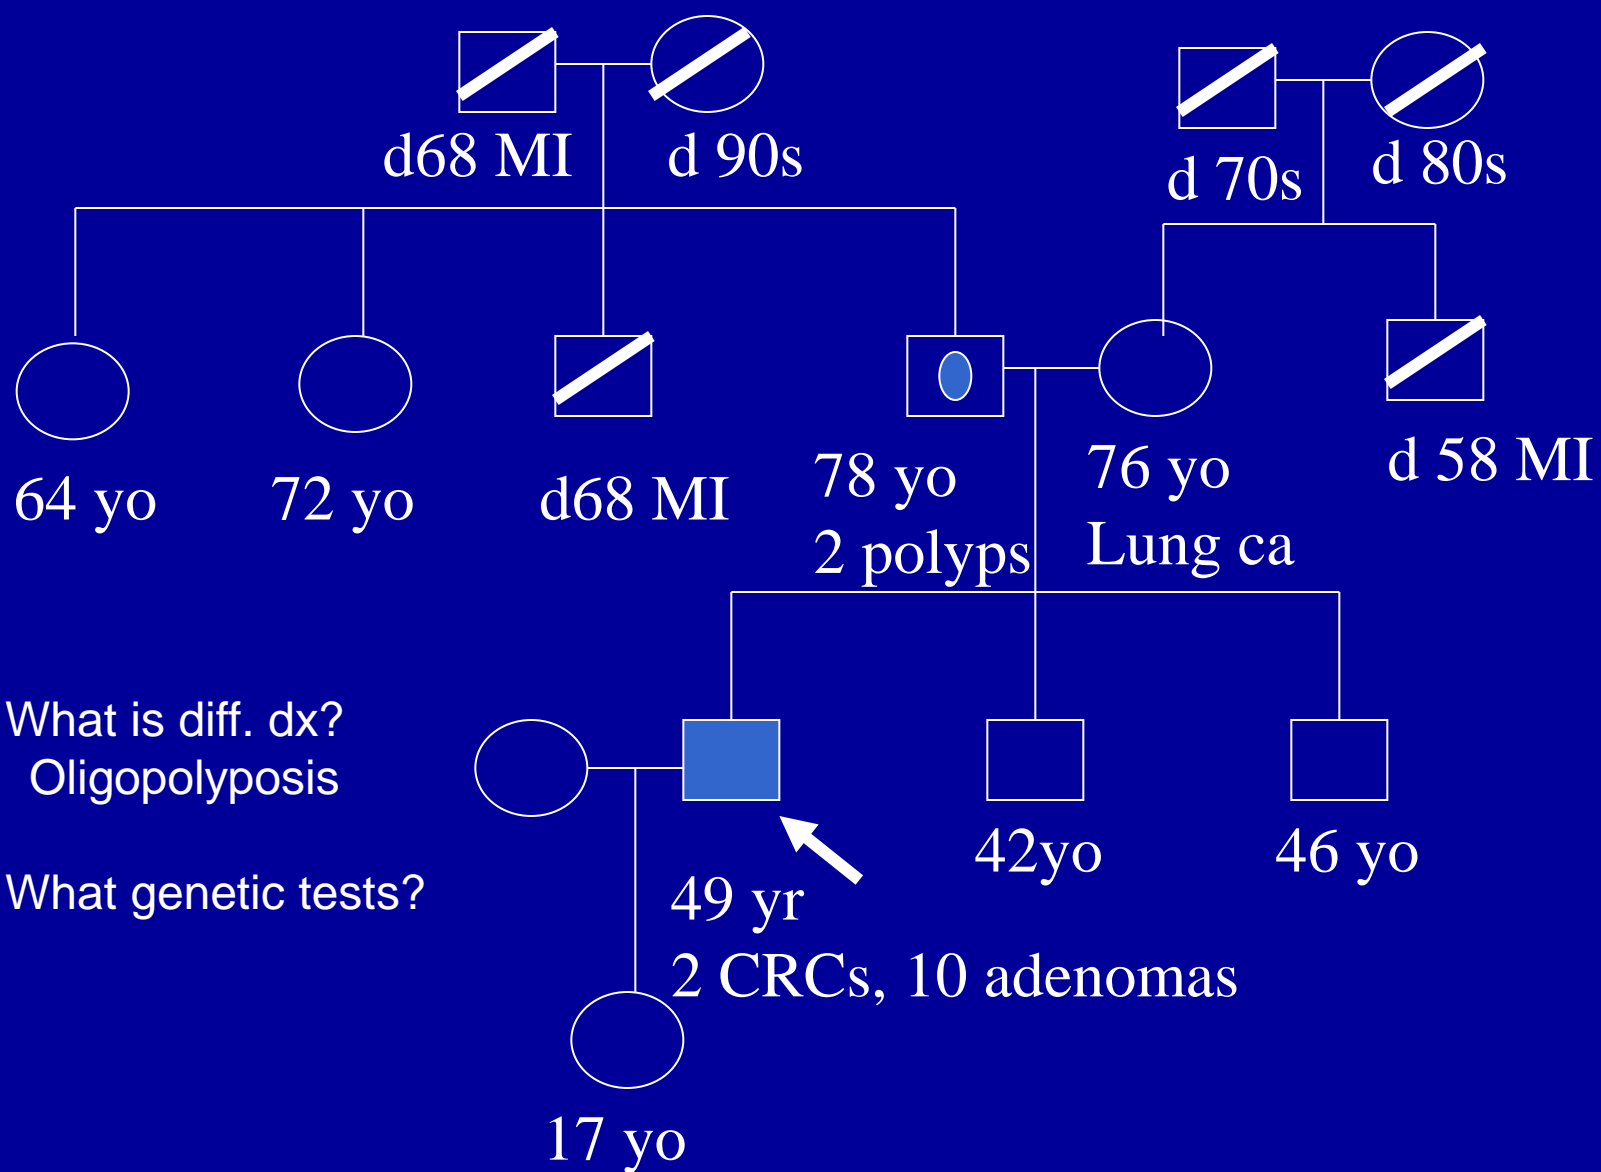 d68 MI
d 90s
d 70s
d 80s
64 yo
72 yo
d68 MI
78 yo
2 polyps
76 yo
Lung ca
d 58 MI
What is diff. dx?
Oligopolyposis
What genetic tests?
49 yr
2 CRCs, 10 adenomas
42yo
46 yo
17 yo